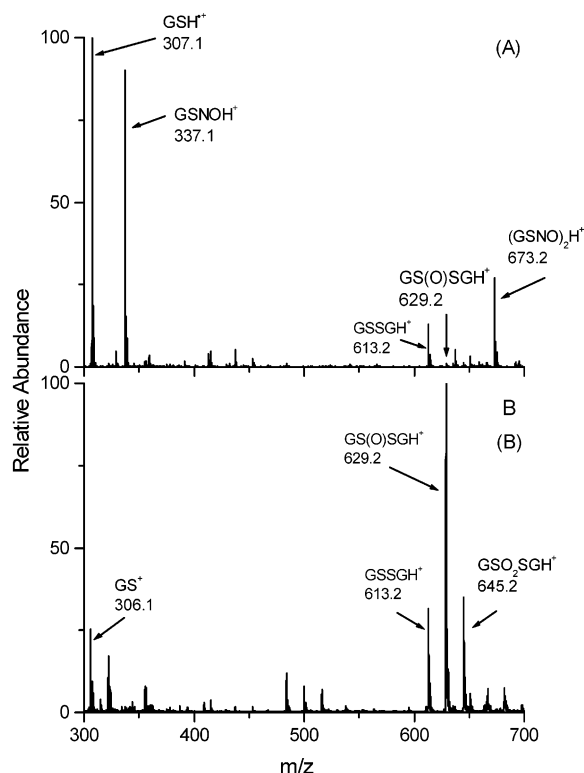 100
50
0
GSH•+
307.1
GSNOH+
337.1
(A)
(GSNO)2H+
673.2
GS(O)SGH+
629.2
GSSGH+
613.2
Relative Abundance
100
50
0
B
(B)
GS(O)SGH+
629.2
GSO2SGH+
645.2
GSSGH+
613.2
GS+
306.1
300 400 500 600 700
m/z